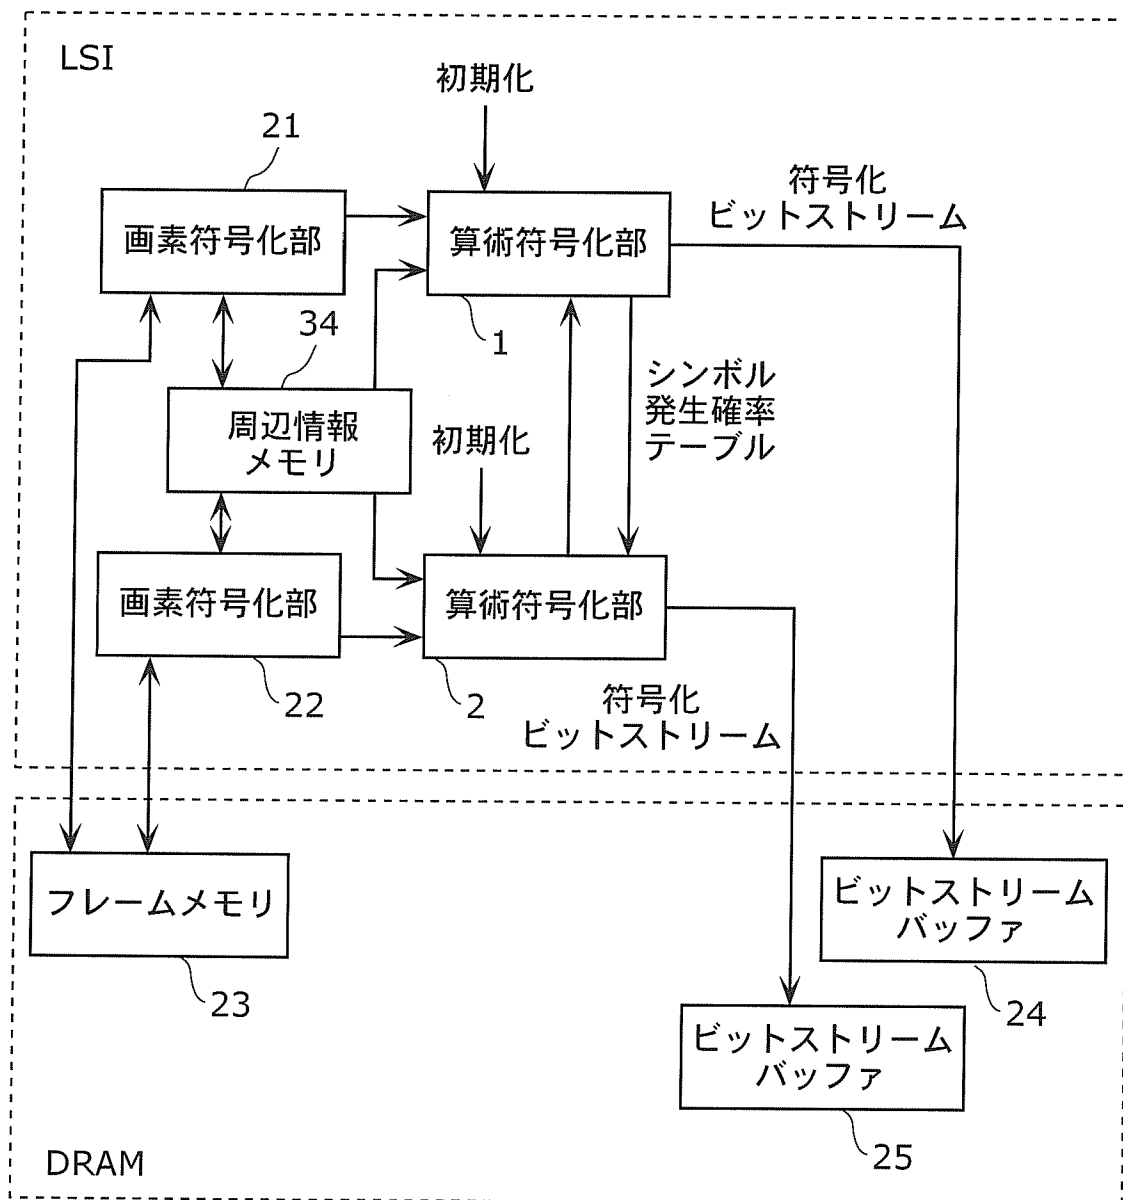 LSI
初期化
21
符号化
ビットストリーム
画素符号化部
算術符号化部
34
1
シンボル
発生確率
テーブル
周辺情報
メモリ
初期化
画素符号化部
算術符号化部
22
2
符号化
ビットストリーム
フレームメモリ
ビットストリーム
バッファ
23
24
ビットストリーム
バッファ
25
DRAM